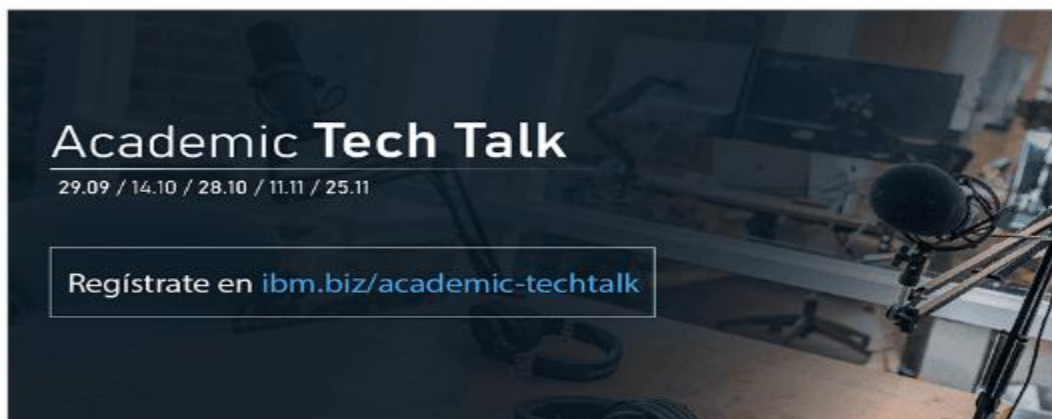 Academic Tech Talk
29.09 / 14.10 / 28.10 / 11.11 / 25.11
Regístrate en ibm.biz/academic-techtalk